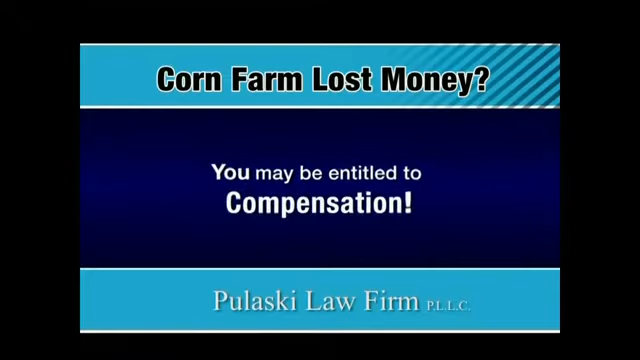 Corn Farm Lost Money?
You may be entitled to
Compensation!
Pulaski Law Firm P.L.L.C.